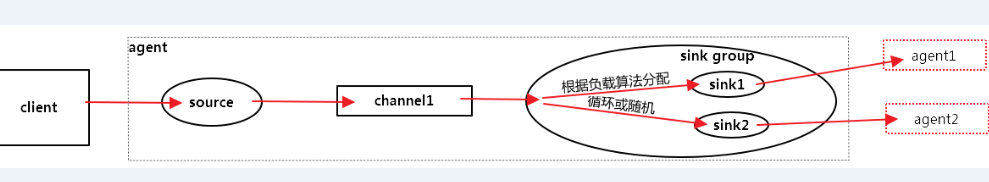 agent
client
source
channel1
sink group
根据负载算法分配
循环或随机
sink1
sink2
agent1
agent2